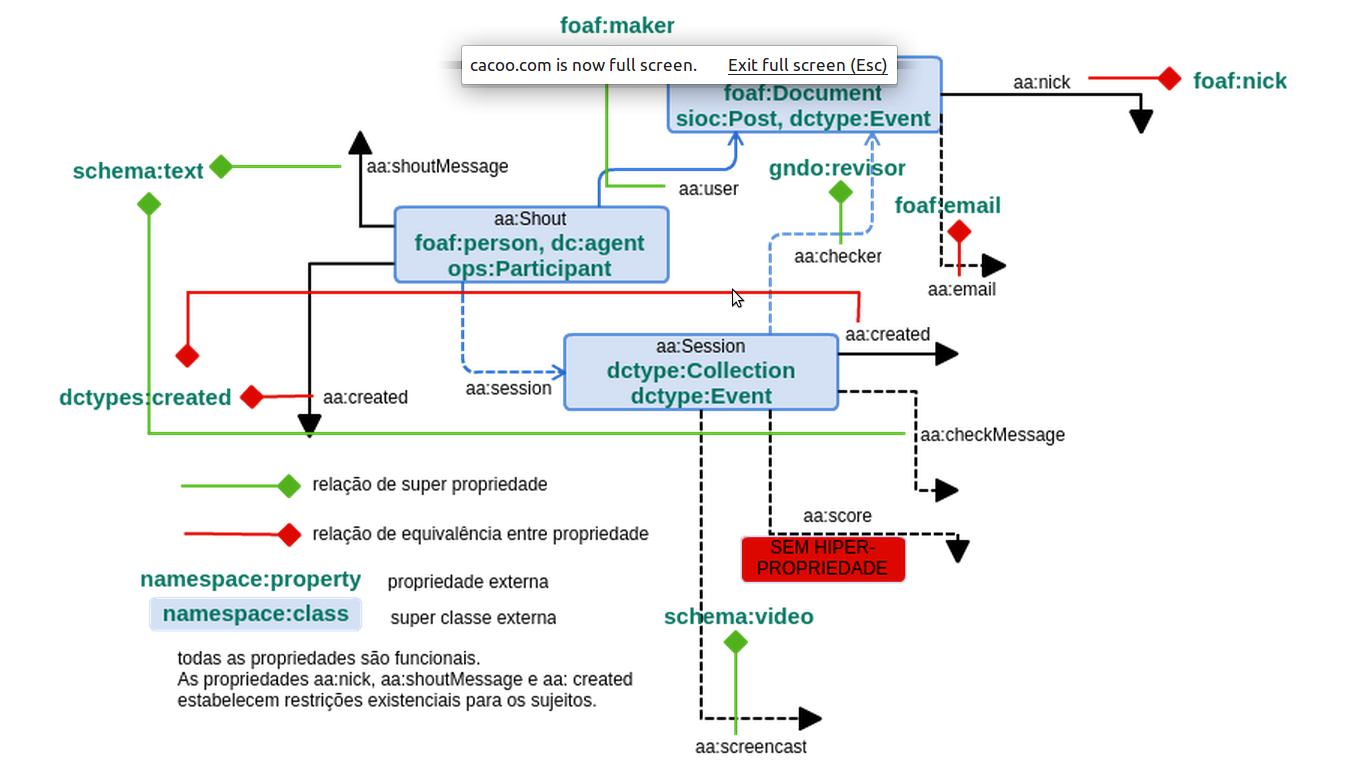 foaf:maker
cacoo.com is now full screen. Exit full screen (Esc)
foaf:Document
sioc:Post, dctype:Event
aa:nick
foaf:nick
schema:text
aa:shoutMessage
gndo:revisor
aa:user
foaf:email
aa:Shout
foaf:person, dc:agent
ops:Participant
aa:checker
aa:email
aa:created
aa:Session
dctype:Collection
dctype:Event
aa:session
dctypes:created
aa:created
aa:checkMessage
relação de super propriedade
aa:score
relação de equivalência entre propriedade
SEM HIPER-
PROPRIEDADE
namespace:property propriedade externa
namespace:class super classe externa
schema:video
todas as propriedades são funcionais.
As propriedades aa:nick, aa:shoutMessage e aa: created
estabelecem restrições existenciais para os sujeitos.
aa:screencast